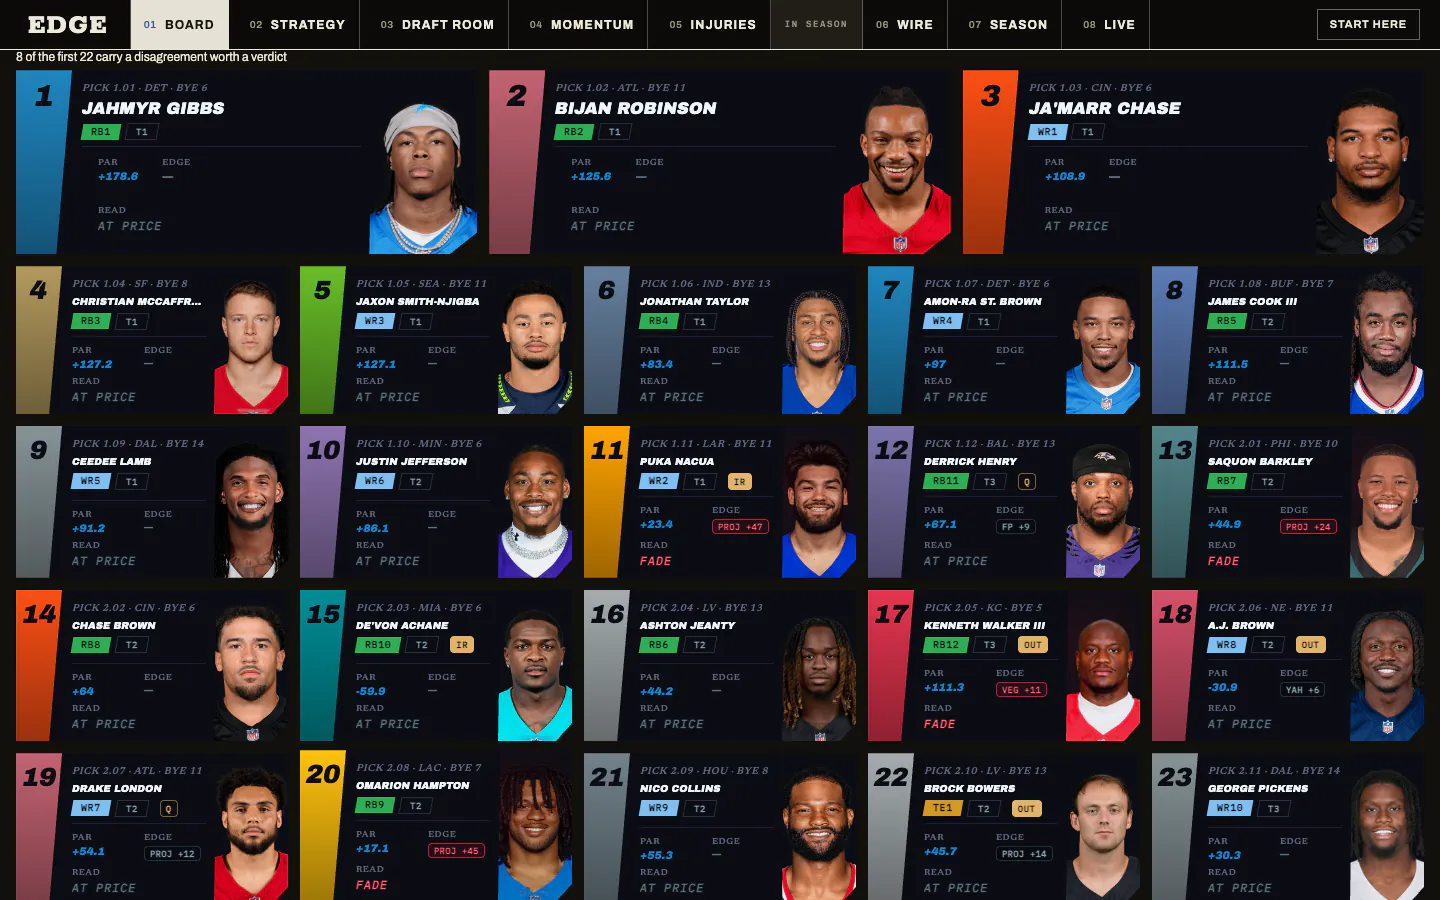 EDGE 01 BOARD 02 STRATEGY 03 DRAFT ROOM 04 MOMENTUM 05 INJURIES IN SEASON 06 WIRE 07 SEASON 08 LIVE START HERE
8 of the first 22 carry a disagreement worth a verdict
1
PICK 1.01 · DET · BYE 6
JAHMYR GIBBS
RB1 T1
PAR EDGE
+178.6 —
READ
AT PRICE
2
PICK 1.02 · ATL · BYE 11
BIJAN ROBINSON
RB2 T1
PAR EDGE
+125.6 —
READ
AT PRICE
3
PICK 1.03 · CIN · BYE 6
JA'MARR CHASE
WR1 T1
PAR EDGE
+108.9 —
READ
AT PRICE
4
PICK 1.04 · SF · BYE 8
CHRISTIAN MCCAFFR...
RB3 T1
PAR EDGE
+127.2 —
READ
AT PRICE
5
PICK 1.05 · SEA · BYE 11
JAXON SMITH-NJIGBA
WR3 T1
PAR EDGE
+127.1 —
READ
AT PRICE
6
PICK 1.06 · IND · BYE 13
JONATHAN TAYLOR
RB4 T1
PAR EDGE
+83.4 —
READ
AT PRICE
7
PICK 1.07 · DET · BYE 6
AMON-RA ST. BROWN
WR4 T1
PAR EDGE
+97 —
READ
AT PRICE
8
PICK 1.08 · BUF · BYE 7
JAMES COOK III
RB5 T2
PAR EDGE
+111.5 —
READ
AT PRICE
9
PICK 1.09 · DAL · BYE 14
CEEDEE LAMB
WR5 T1
PAR EDGE
+91.2 —
READ
AT PRICE
10
PICK 1.10 · MIN · BYE 6
JUSTIN JEFFERSON
WR6 T2
PAR EDGE
+86.1 —
READ
AT PRICE
11
PICK 1.11 · LAR · BYE 11
PUKA NACUA
WR2 T1 IR
PAR EDGE
+23.4 PROJ +47
READ
FADE
12
PICK 1.12 · BAL · BYE 13
DERRICK HENRY
RB11 T3 Q
PAR EDGE
+67.1 FP +9
READ
AT PRICE
13
PICK 2.01 · PHI · BYE 10
SAQUON BARKLEY
RB7 T2
PAR EDGE
+44.9 PROJ +24
READ
FADE
14
PICK 2.02 · CIN · BYE 6
CHASE BROWN
RB8 T2
PAR EDGE
+64 —
READ
AT PRICE
15
PICK 2.03 · MIA · BYE 6
DE'VON ACHANE
RB10 T2 IR
PAR EDGE
-59.9 —
READ
AT PRICE
16
PICK 2.04 · LV · BYE 13
ASHTON JEANTY
RB6 T2
PAR EDGE
+44.2 —
READ
AT PRICE
17
PICK 2.05 · KC · BYE 5
KENNETH WALKER III
RB12 T3 OUT
PAR EDGE
+111.3 VEG +11
READ
FADE
18
PICK 2.06 · NE · BYE 11
A.J. BROWN
WR8 T2 OUT
PAR EDGE
-30.9 YAH +6
READ
AT PRICE
19
PICK 2.07 · ATL · BYE 11
DRAKE LONDON
WR7 T2 Q
PAR EDGE
+54.1 PROJ +12
READ
AT PRICE
20
PICK 2.08 · LAC · BYE 7
OMARION HAMPTON
RB9 T2
PAR EDGE
+17.1 PROJ +45
READ
FADE
21
PICK 2.09 · HOU · BYE 8
NICO COLLINS
WR9 T2
PAR EDGE
+55.3 —
READ
AT PRICE
22
PICK 2.10 · LV · BYE 13
BROCK BOWERS
TE1 T2 OUT
PAR EDGE
+45.7 PROJ +14
READ
AT PRICE
23
PICK 2.11 · DAL · BYE 14
GEORGE PICKENS
WR10 T3
PAR EDGE
+30.3 —
READ
AT PRICE